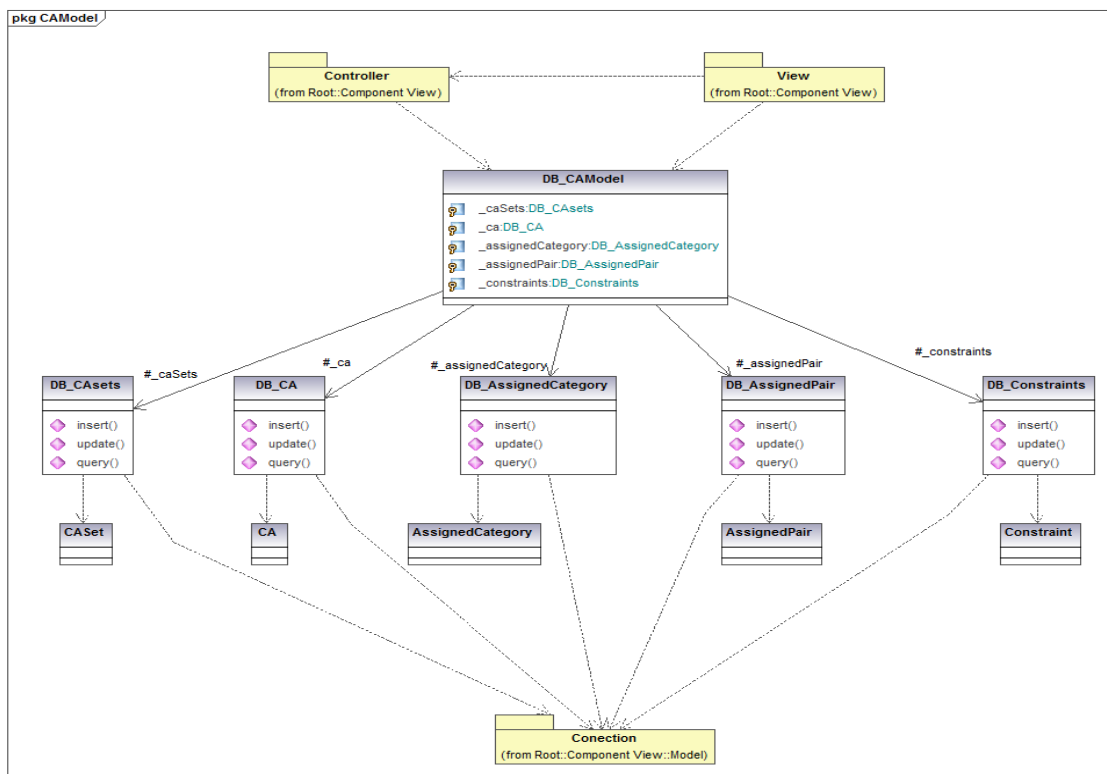 pkg CAModel
Controller
(from Root::Component View)
View
(from Root::Component View)
DB_CAModel
_caSets:DB_CAsets
_ca:DB_CA
_assignedCategory:DB_AssignedCategory
_assignedPair:DB_AssignedPair
_constraints:DB_Constraints
#_caSets
#_ca
#_assignedCategory
#_assignedPair
#_constraints
DB_CAsets
insert()
update()
query()
DB_CA
insert()
update()
query()
DB_AssignedCategory
insert()
update()
query()
DB_AssignedPair
insert()
update()
query()
DB_Constraints
insert()
update()
query()
CASet
CA
AssignedCategory
AssignedPair
Constraint
Conection
(from Root::Component View::Model)